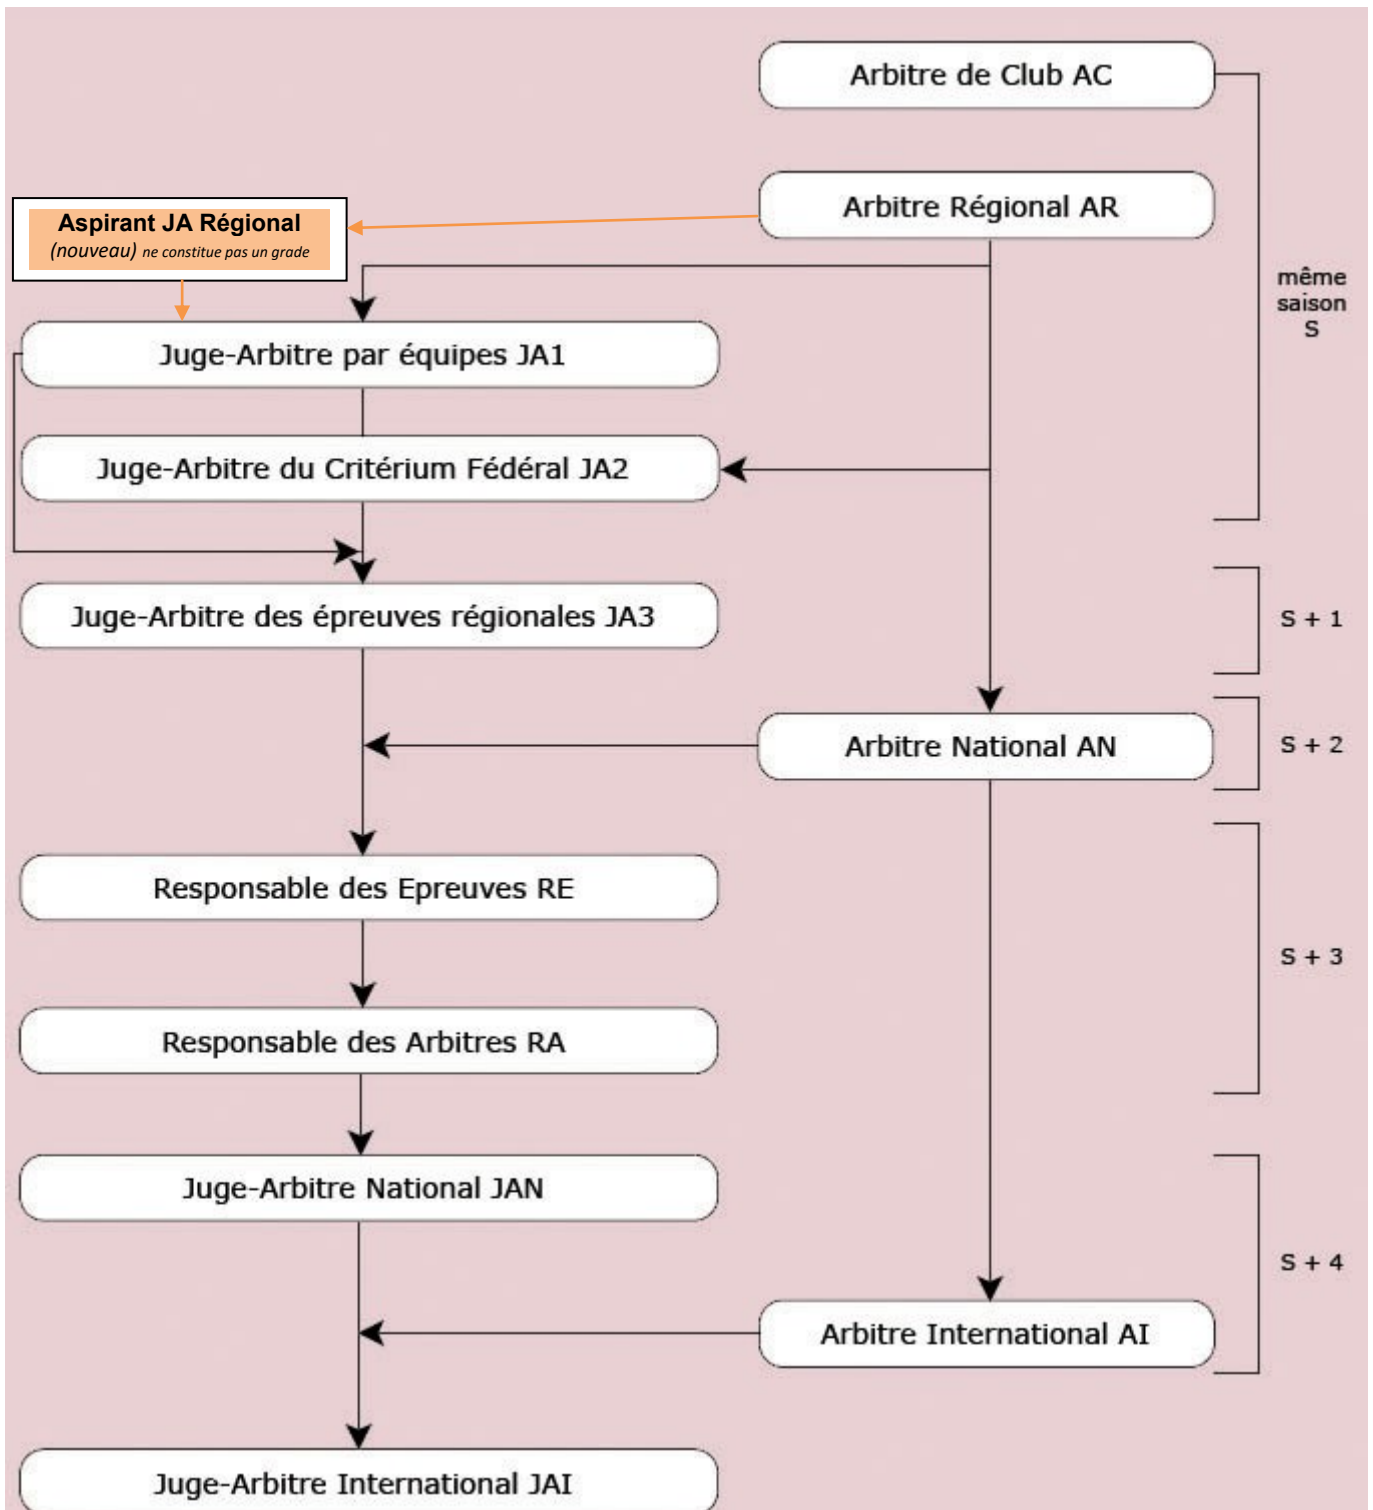 Arbitre de Club AC
Arbitre Régional AR
Aspirant JA Régional
(nouveau) ne constitue pas un grade
même
saison
S
Juge-Arbitre par équipes JA1
Juge-Arbitre du Critérium Fédéral JA2
Juge-Arbitre des épreuves régionales JA3
S + 1
Arbitre National AN
S + 2
Responsable des Epreuves RE
S + 3
Responsable des Arbitres RA
Juge-Arbitre National JAN
S + 4
Arbitre International AI
Juge-Arbitre International JAI